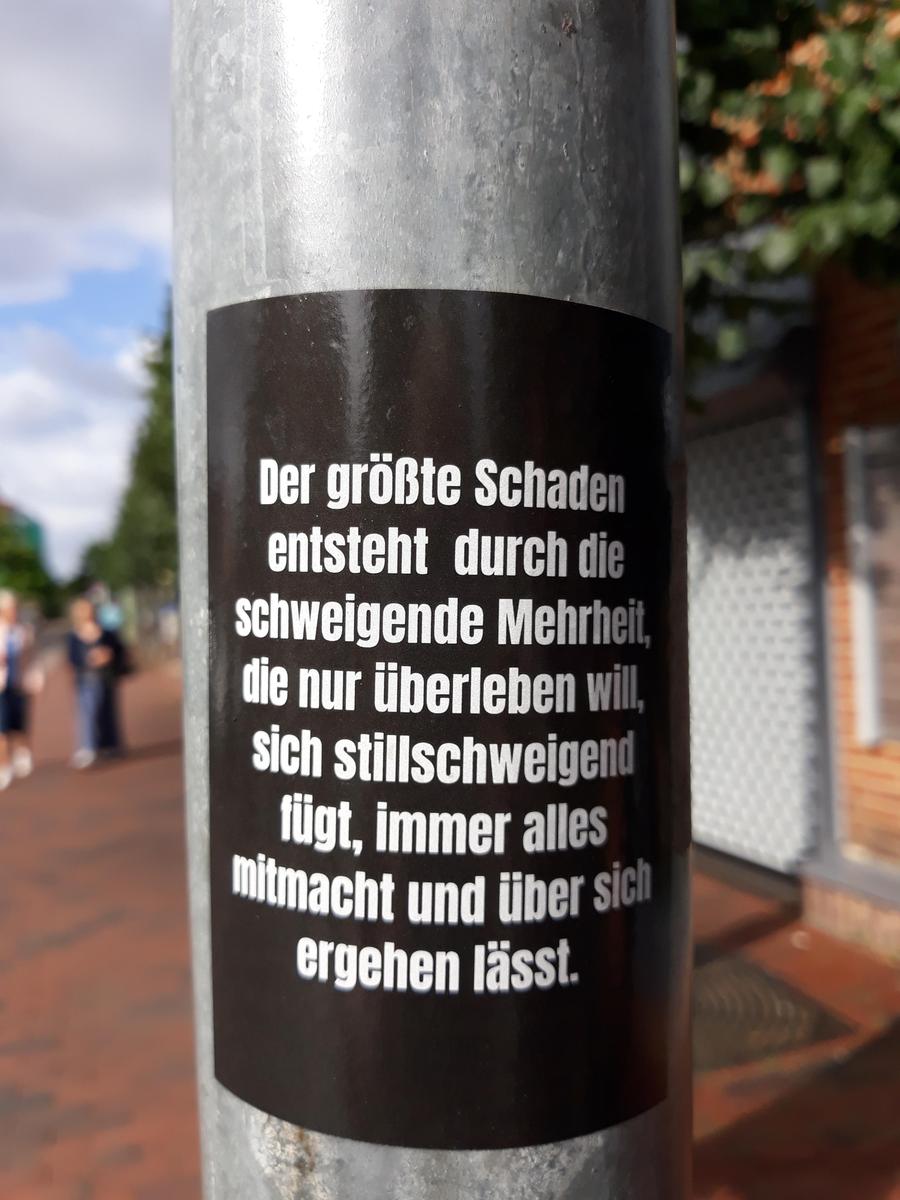 Der größte Schaden
entsteht  durch die
schweigende Mehrheit,
die nur überleben will,
sich stillschweigend
fügt, immer alles
mitmacht und über sich
ergehen lässt.